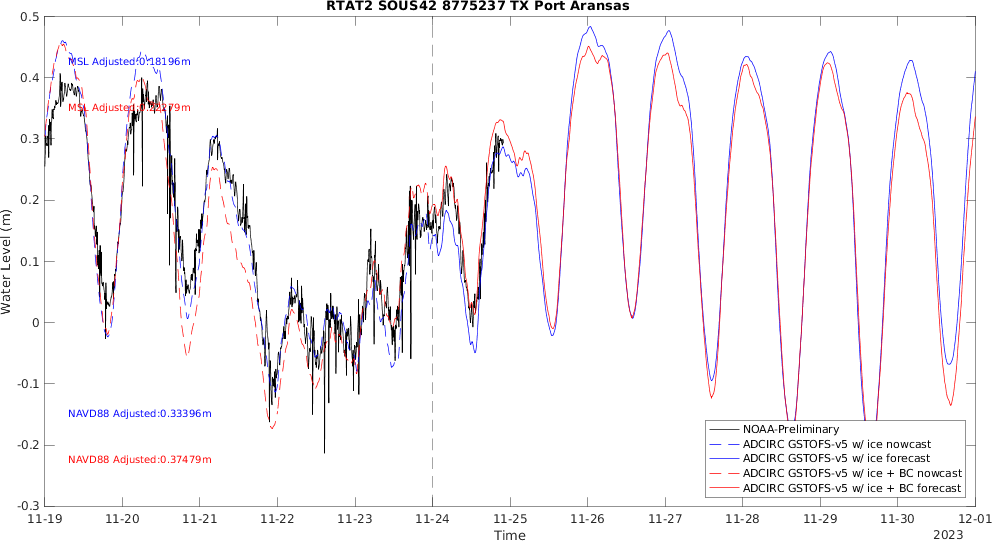 RTAT2 SOUS42 8775237 TX Port Aransas
0.5
0.4
0.3
0.2
0.1
0
-0.1
-0.2
-0.3
Water Level (m)
MSL Adjusted:0.18196m
MSL Adjusted:0.22279m
NAVD88 Adjusted:0.33396m
NAVD88 Adjusted:0.37479m
NOAA-Preliminary
ADCIRC GSTOFS-v5 w/ ice nowcast
ADCIRC GSTOFS-v5 w/ ice forecast
ADCIRC GSTOFS-v5 w/ ice + BC nowcast
ADCIRC GSTOFS-v5 w/ ice + BC forecast
11-19 11-20 11-21 11-22 11-23 11-24 11-25 11-26 11-27 11-28 11-29 11-30 12-01
Time
2023